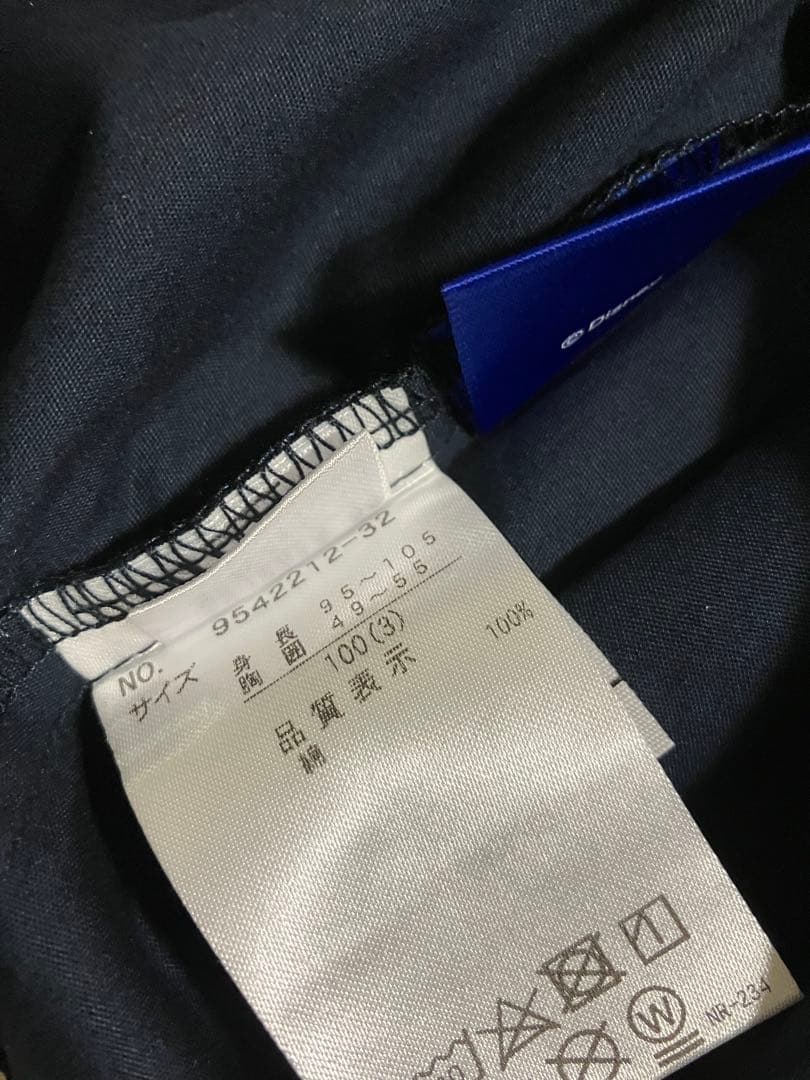 © Disney
NO. 9542212-32
サイズ 身長 95~105
胸囲 49~55
100(3)
品質表示
綿 100%
W
NR-234